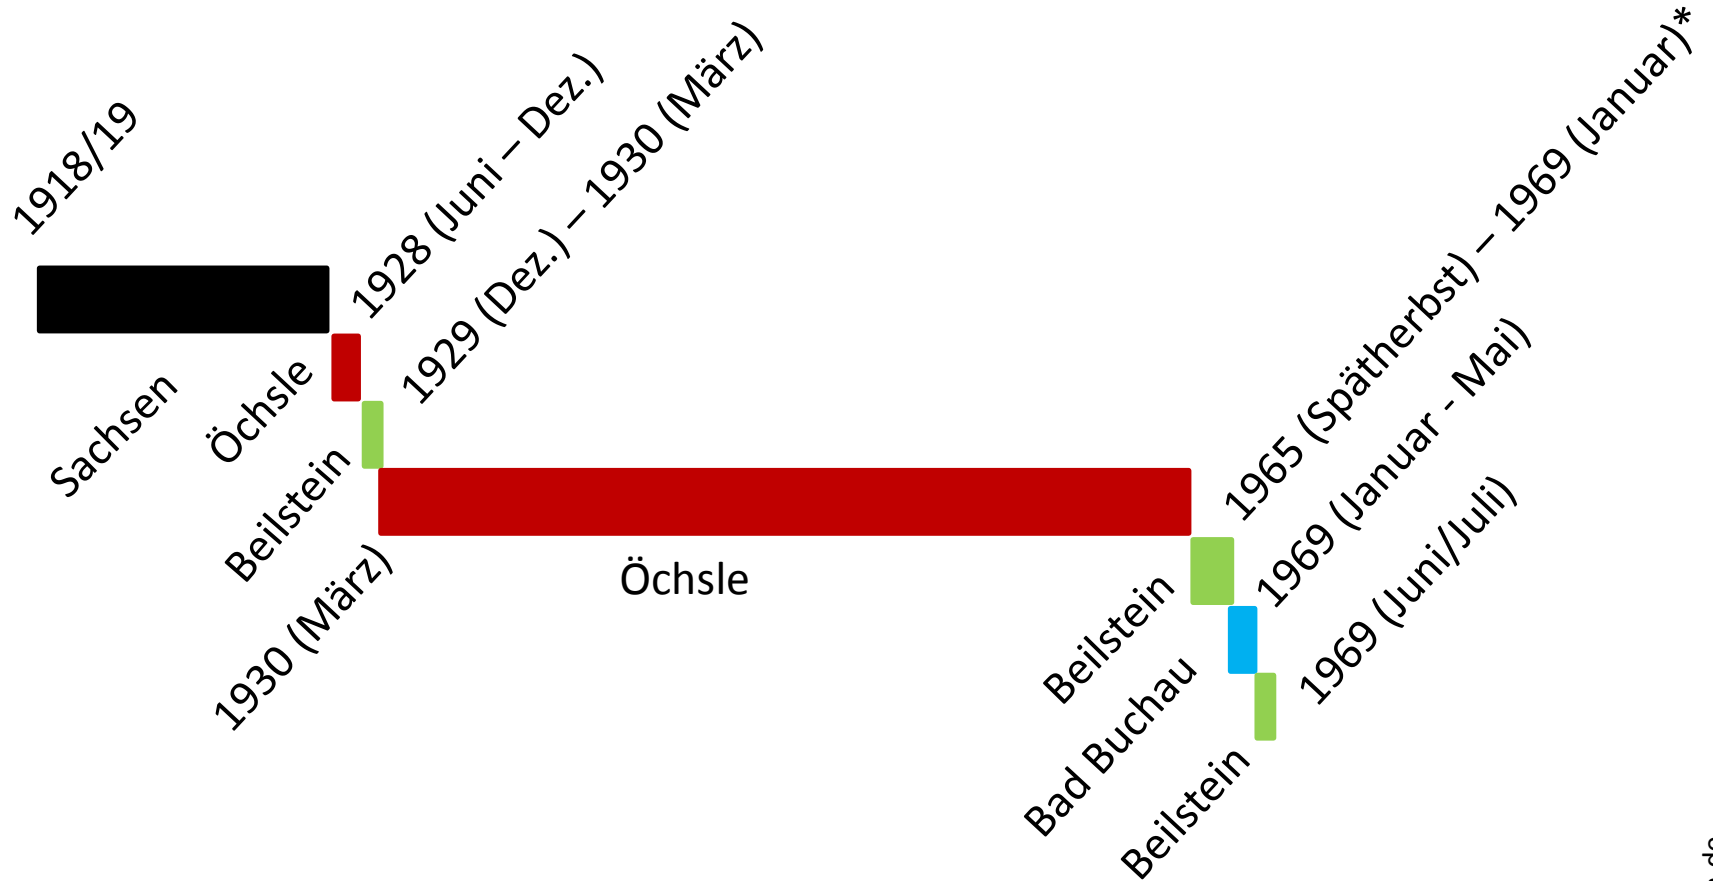 1918/19
Sachsen
1928 (Juni – Dez.)
Öchsle
1929 (Dez.) – 1930 (März)
Beilstein
1930 (März)
Öchsle
1965 (Spätherbst) – 1969 (Januar)*
Beilstein
1969 (Januar - Mai)
Bad Buchau
1969 (Juni/Juli)
Beilstein